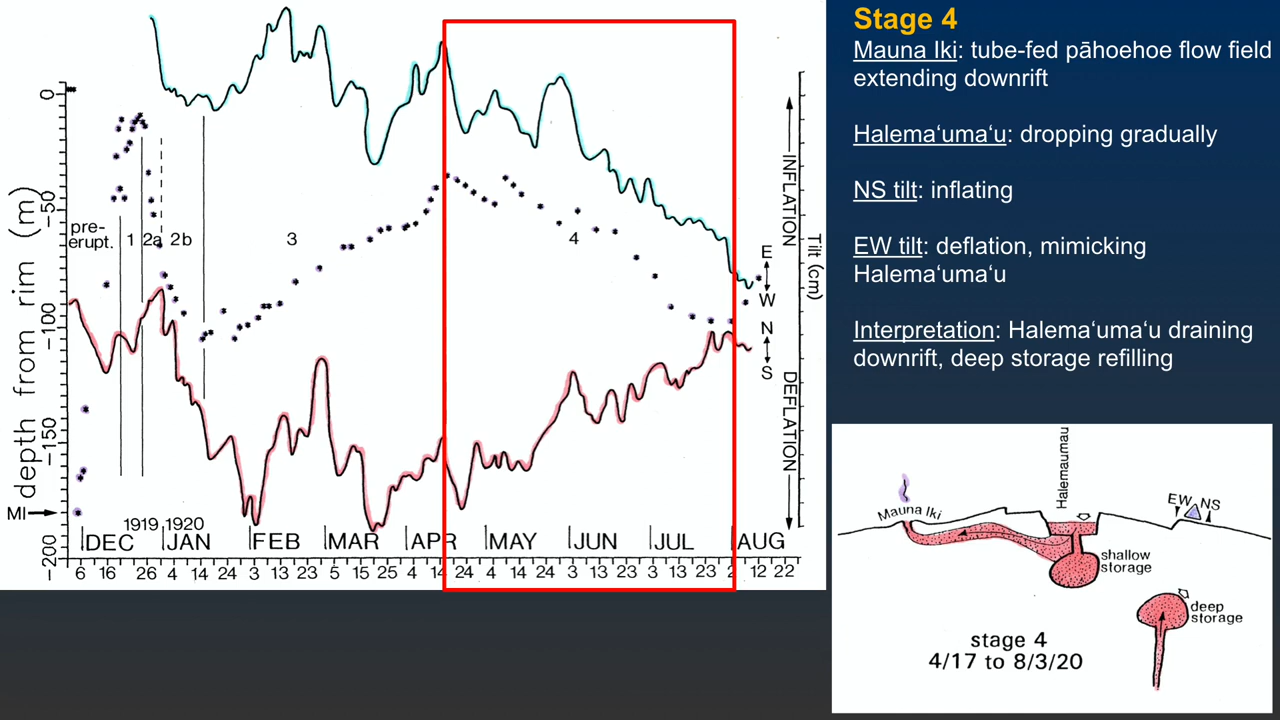 0
−50
−100
−150
−200
depth from rim (m)
MI
pre-
erupt.
1
2a
2b
3
4
1919
1920
DEC
JAN
FEB
MAR
APR
MAY
JUN
JUL
AUG
6 16 26 4 14 24 3 13 23 5 15 25 4 14 24 4 14 24 3 13 23 3 13 23 2 12 22
INFLATION
Tilt (cm)
DEFLATION
E
W
N
S
Stage 4
Mauna Iki: tube-fed pāhoehoe flow field
extending downrift
Halemaʻumaʻu: dropping gradually
NS tilt: inflating
EW tilt: deflation, mimicking
Halemaʻumaʻu
Interpretation: Halemaʻumaʻu draining
downrift, deep storage refilling
Halemaumau
Mauna Iki
EW NS
shallow
storage
deep
storage
stage 4
4/17 to 8/3/20